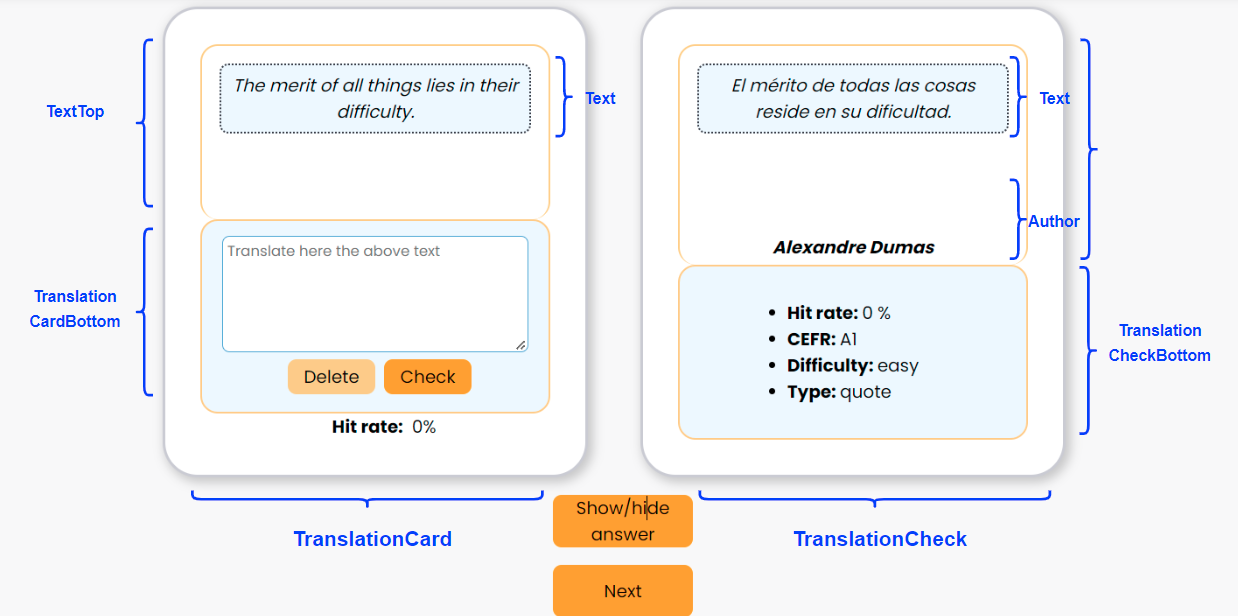 TextTop
The merit of all things lies in their
difficulty.
Text
Translation
CardBottom
Translate here the above text
Delete
Check
Hit rate: 0%
TranslationCard
El mérito de todas las cosas
reside en su dificultad.
Text
Author
Alexandre Dumas
Hit rate: 0 %
CEFR: A1
Difficulty: easy
Type: quote
Translation
CheckBottom
TranslationCheck
Show/hide
answer
Next